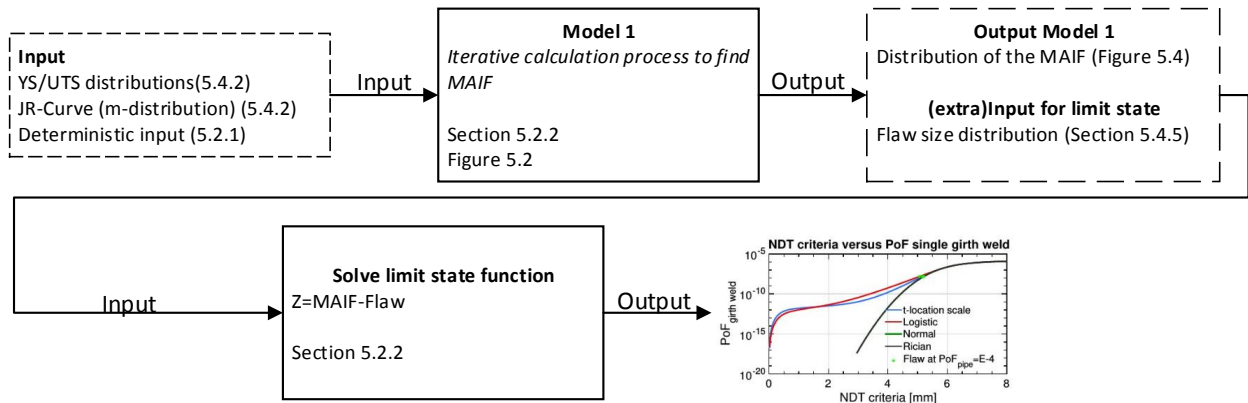 Input
YS/UTS distributions(5.4.2)
JR-Curve (m-distribution) (5.4.2)
Deterministic input (5.2.1)
Input
Model 1
Iterative calculation process to find
MAIF
Section 5.2.2
Figure 5.2
Output
Output Model 1
Distribution of the MAIF (Figure 5.4)
(extra)Input for limit state
Flaw size distribution (Section 5.4.5)
Input
Solve limit state function
Z=MAIF-Flaw
Section 5.2.2
Output
NDT criteria versus PoF single girth weld
PoF girth weld
10-5
10-10
10-15
10-20
t-location scale
Logistic
Normal
Rician
Flaw at PoFpipe=E-4
0 2 4 6 8
NDT criteria [mm]